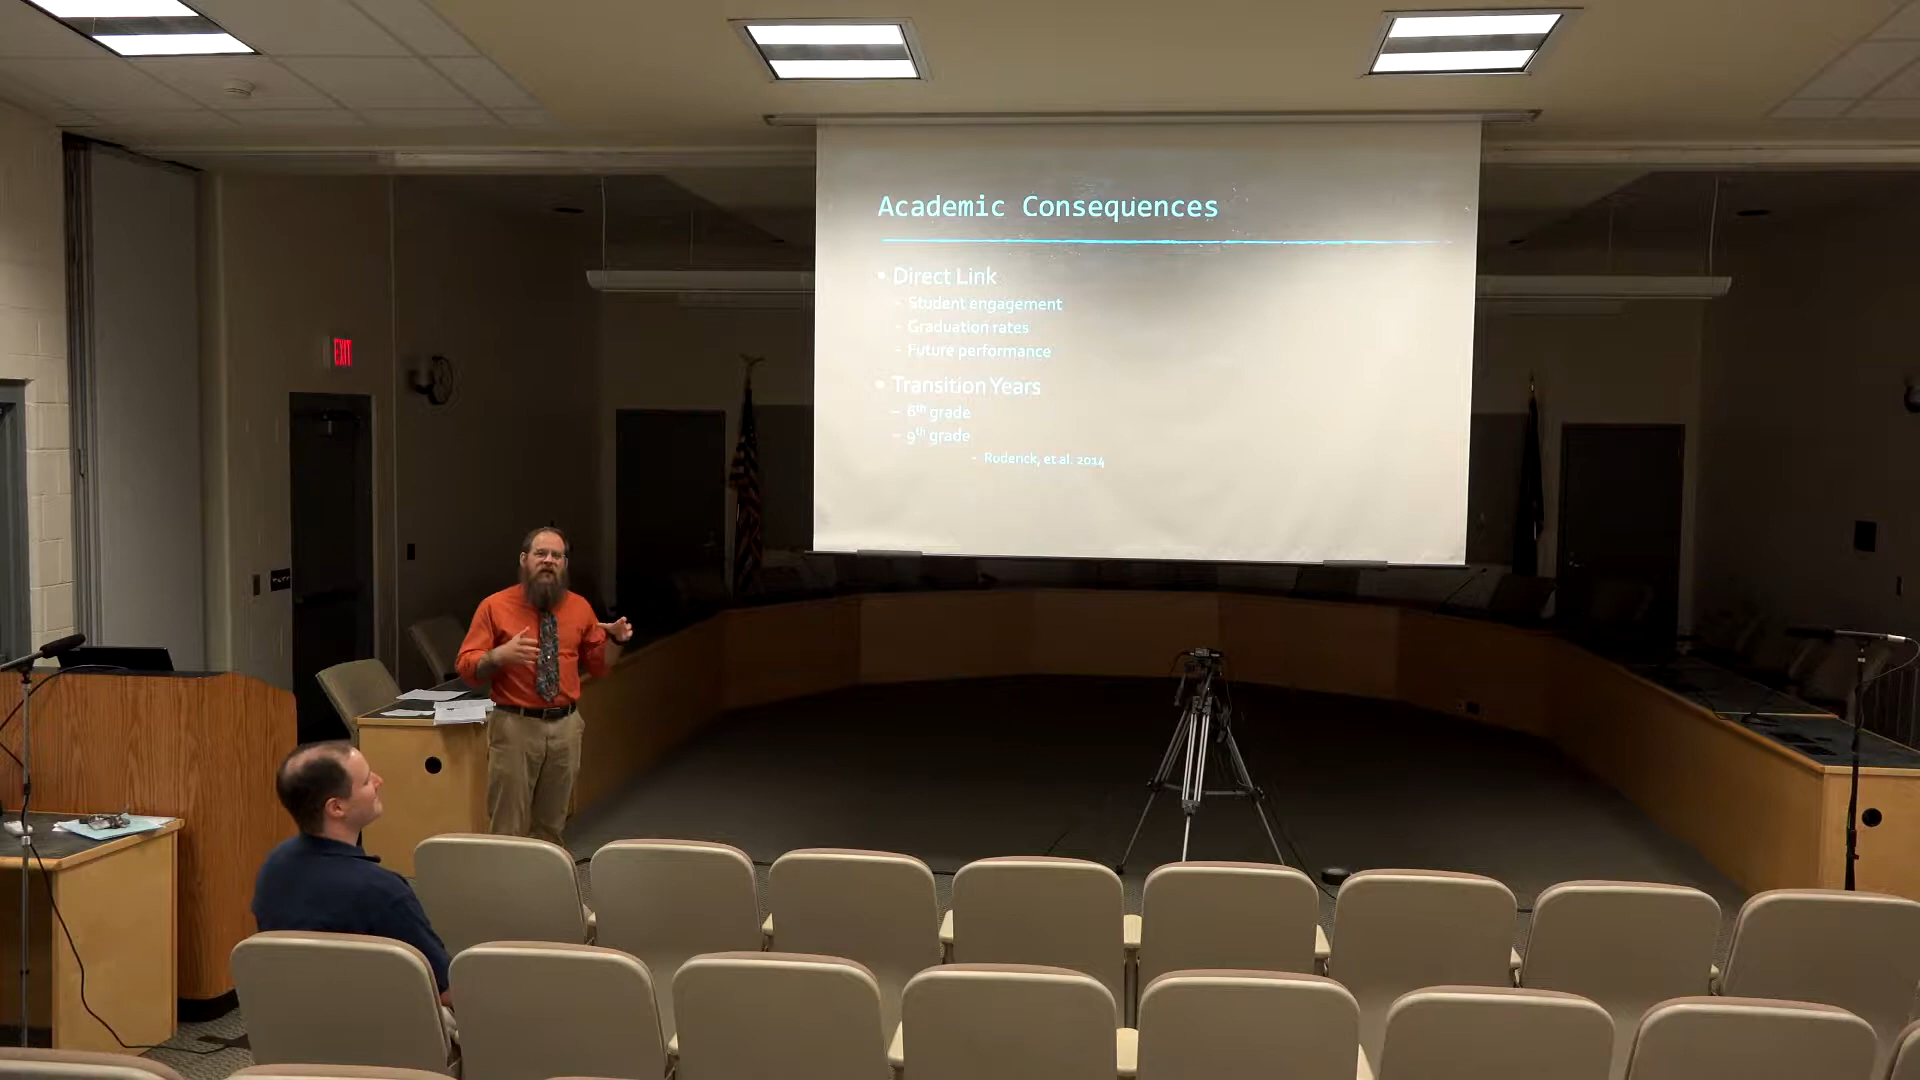 Academic Consequences
▪ Direct Link
– Student engagement
– Graduation rates
– Future performance
▪ Transition Years
– 6th grade
– 9th grade
– Roderick, et al. 2014
EXIT